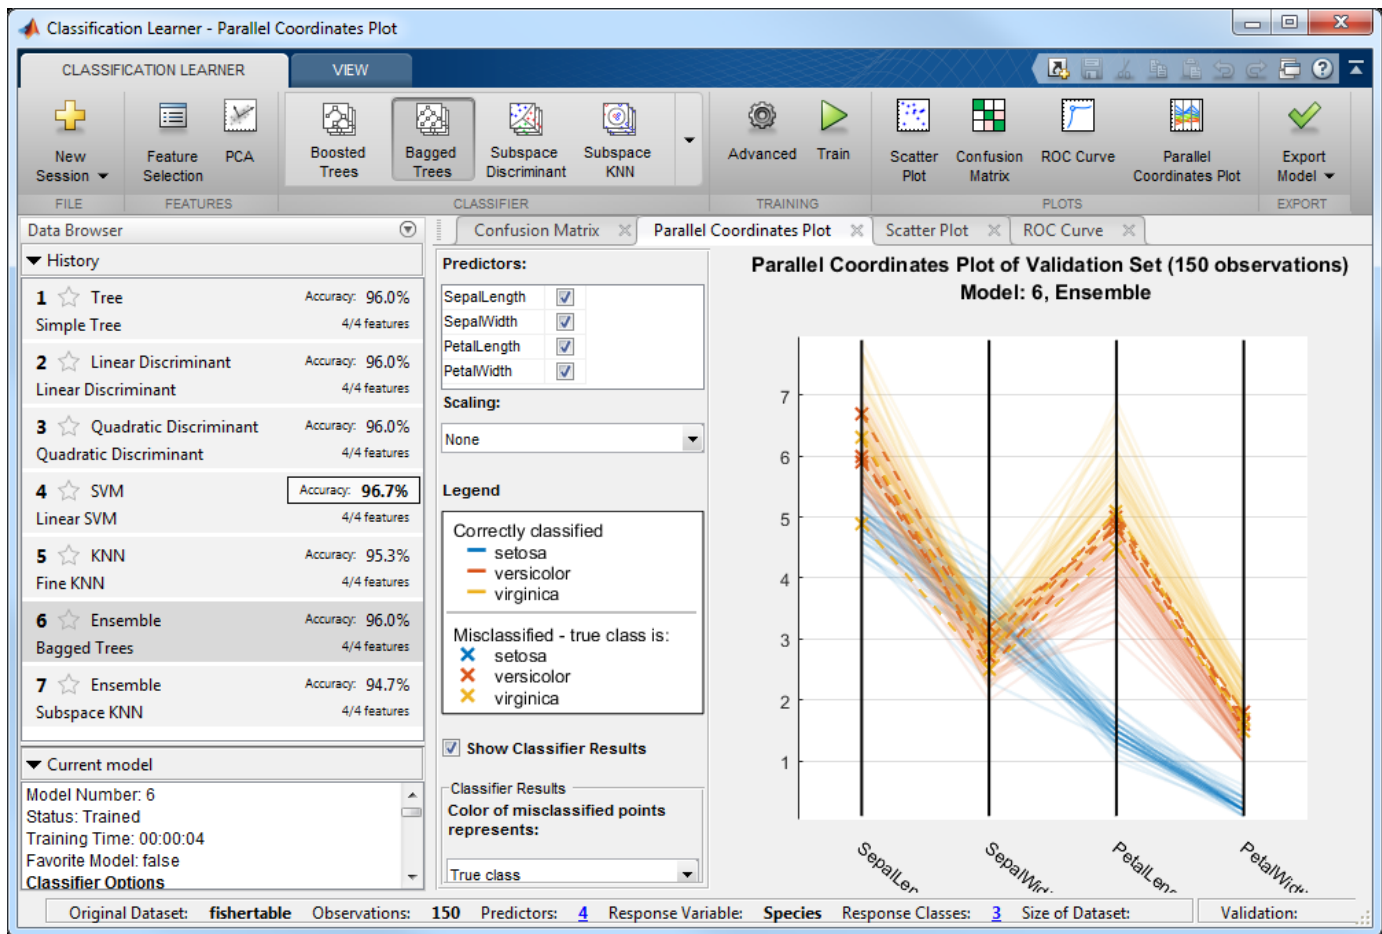 Classification Learner - Parallel Coordinates Plot
CLASSIFICATION LEARNER
VIEW
New Session
Feature Selection
PCA
Boosted Trees
Bagged Trees
Subspace Discriminant
Subspace KNN
Advanced
Train
Scatter Plot
Confusion Matrix
ROC Curve
Parallel Coordinates Plot
Export Model
FILE
FEATURES
CLASSIFIER
TRAINING
PLOTS
EXPORT
Data Browser
History
1 Tree Accuracy: 96.0%
Simple Tree 4/4 features
2 Linear Discriminant Accuracy: 96.0%
Linear Discriminant 4/4 features
3 Quadratic Discriminant Accuracy: 96.0%
Quadratic Discriminant 4/4 features
4 SVM Accuracy: 96.7%
Linear SVM 4/4 features
5 KNN Accuracy: 95.3%
Fine KNN 4/4 features
6 Ensemble Accuracy: 96.0%
Bagged Trees 4/4 features
7 Ensemble Accuracy: 94.7%
Subspace KNN 4/4 features
Current model
Model Number: 6
Status: Trained
Training Time: 00:00:04
Favorite Model: false
Classifier Options
Confusion Matrix
Parallel Coordinates Plot
Scatter Plot
ROC Curve
Predictors:
SepalLength
SepalWidth
PetalLength
PetalWidth
Scaling:
None
Legend
Correctly classified
setosa
versicolor
virginica
Misclassified - true class is:
setosa
versicolor
virginica
Show Classifier Results
Classifier Results
Color of misclassified points
represents:
True class
Parallel Coordinates Plot of Validation Set (150 observations)
Model: 6, Ensemble
7
6
5
4
3
2
1
SepalLen
SepalWid
PetalLen
PetalWidt
Original Dataset: fishertable Observations: 150 Predictors: 4 Response Variable: Species Response Classes: 3 Size of Dataset: Validation: